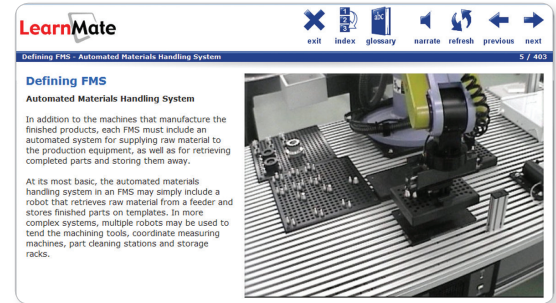 LearnMate
exit index glossary narrate refresh previous next
Defining FMS - Automated Materials Handling System 5 / 403
Defining FMS
Automated Materials Handling System
In addition to the machines that manufacture the
finished products, each FMS must include an
automated system for supplying raw material to
the production equipment, as well as for retrieving
completed parts and storing them away.
At its most basic, the automated materials
handling system in an FMS may simply include a
robot that retrieves raw material from a feeder and
stores finished parts on templates. In more
complex systems, multiple robots may be used to
tend the machining tools, coordinate measuring
machines, part cleaning stations and storage
racks.